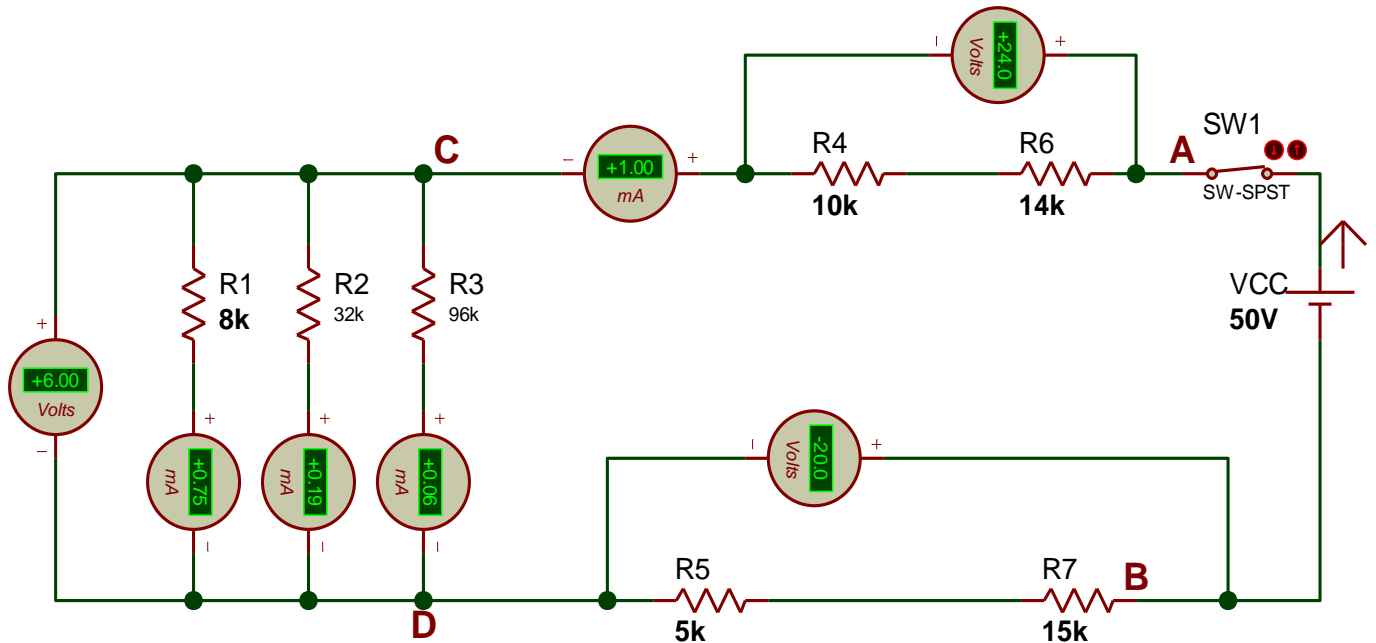 +24.0
Volts
SW1
C
A
R4
R6
+1.00
mA
SW-SPST
10k
14k
R1
8k
R2
32k
R3
96k
VCC
50V
+6.00
Volts
+0.75
mA
+0.19
mA
+0.06
mA
-20.0
Volts
R5
R7
B
D
5k
15k